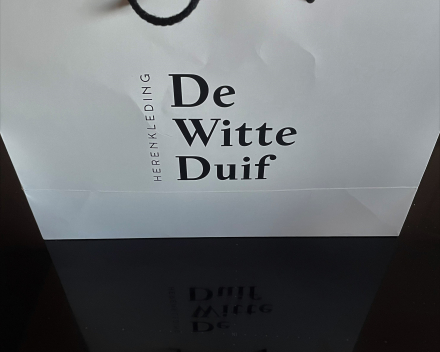 HERENKLEDING
De
Witte
Duif